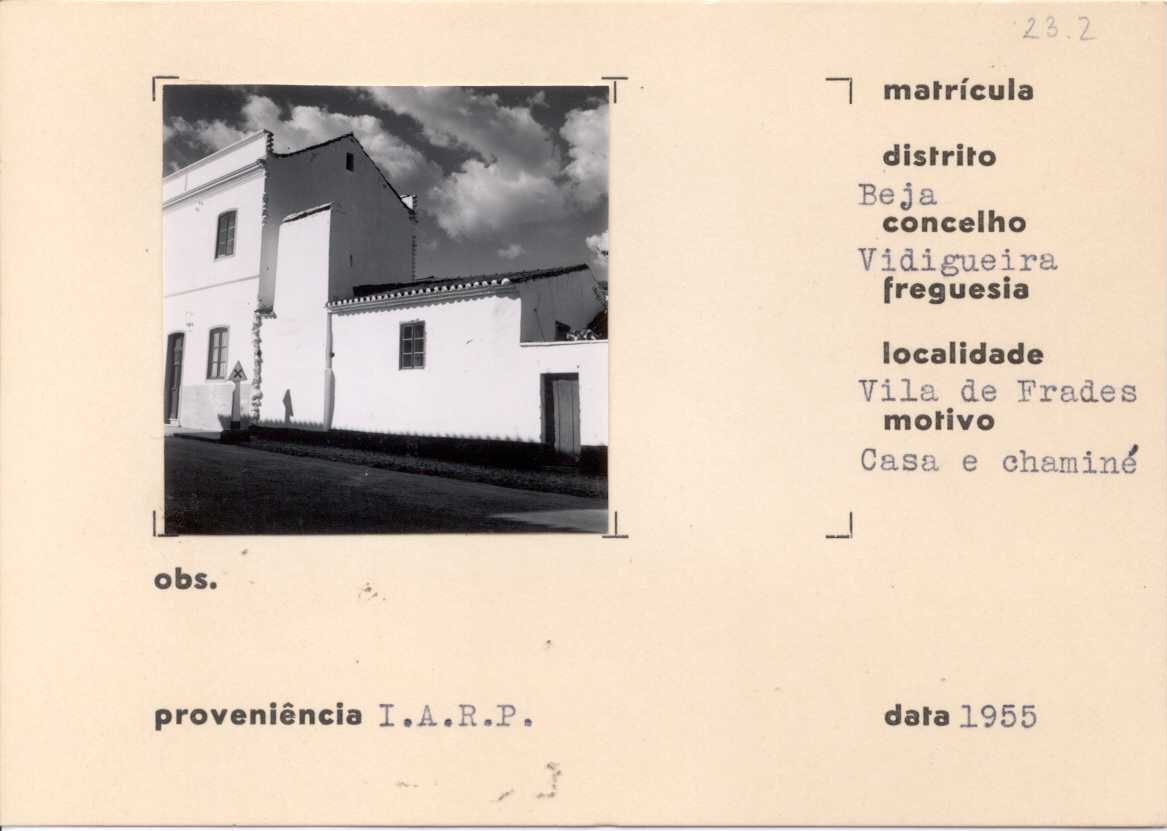 23.2
matrícula
distrito
Beja
concelho
Vidigueira
freguesia
localidade
Vila de Frades
motivo
Casa e chaminé
obs.
proveniência I.A.R.P.
data 1955